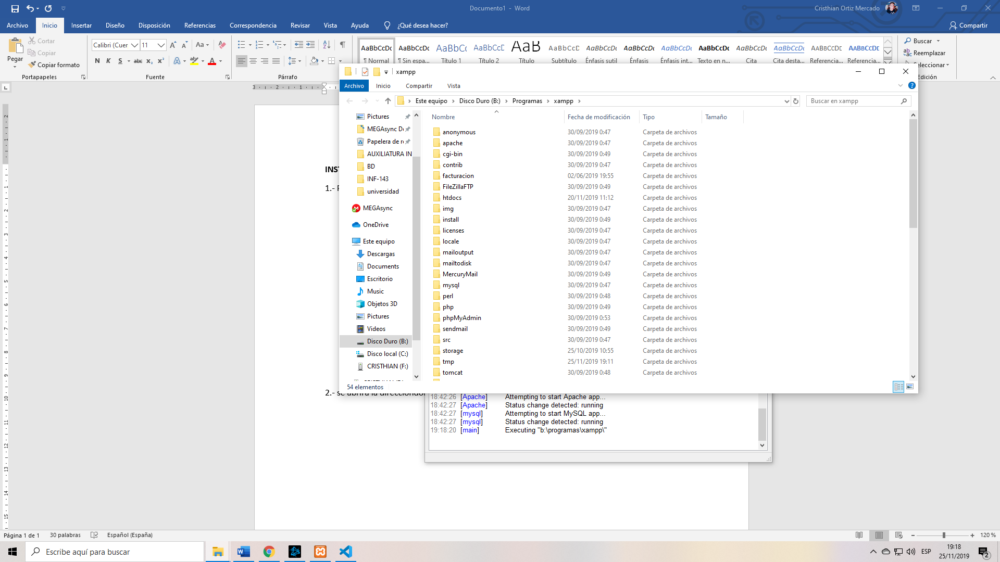 Documento1 - Word
Cristhian Ortiz Mercado
Archivo Inicio Insertar Diseño Disposición Referencias Correspondencia Revisar Vista Ayuda ¿Qué desea hacer? Compartir
Pegar
Cortar
Copiar
Copiar formato
Portapapeles
Calibri (Cuer 11
N K S abc x₂ x²
Fuente
Párrafo
AaBbCcDc AaBbCcDc AaBbCc AaBbCcD AaB AaBbCcD AaBbCcDc AaBbCcDc AaBbCcDc AaBbCcDc AaBbCcDc AaBbCcDc AABBCCDD AABBCCDD
¶ Normal ¶ Sin espa... Título 1 Título 2 Título Subtítulo Énfasis sutil Énfasis Énfasis int... Texto en n... Cita Cita desta... Referencia... Referencia...
Buscar
Reemplazar
Seleccionar
Edición
INST
1.-
2.- se abrirá la direccion
xampp
Archivo Inicio Compartir Vista
Este equipo Disco Duro (B:) Programas xampp
Buscar en xampp
Pictures
MEGAsync D
Papelera de r
AUXILIATURA IN
BD
INF-143
universidad
MEGAsync
OneDrive
Este equipo
Descargas
Documents
Escritorio
Music
Objetos 3D
Pictures
Videos
Disco Duro (B:)
Disco local (C:)
CRISTHIAN (F:)
Nombre Fecha de modificación Tipo Tamaño
anonymous 30/09/2019 0:47 Carpeta de archivos
apache 30/09/2019 0:47 Carpeta de archivos
cgi-bin 30/09/2019 0:49 Carpeta de archivos
contrib 30/09/2019 0:47 Carpeta de archivos
facturacion 02/06/2019 19:55 Carpeta de archivos
FileZillaFTP 30/09/2019 0:49 Carpeta de archivos
htdocs 20/11/2019 11:12 Carpeta de archivos
img 30/09/2019 0:47 Carpeta de archivos
install 30/09/2019 0:49 Carpeta de archivos
licenses 30/09/2019 0:47 Carpeta de archivos
locale 30/09/2019 0:47 Carpeta de archivos
mailoutput 30/09/2019 0:47 Carpeta de archivos
mailtodisk 30/09/2019 0:47 Carpeta de archivos
MercuryMail 30/09/2019 0:49 Carpeta de archivos
mysql 30/09/2019 0:47 Carpeta de archivos
perl 30/09/2019 0:48 Carpeta de archivos
php 30/09/2019 0:49 Carpeta de archivos
phpMyAdmin 30/09/2019 0:53 Carpeta de archivos
sendmail 30/09/2019 0:49 Carpeta de archivos
src 30/09/2019 0:47 Carpeta de archivos
storage 25/10/2019 10:55 Carpeta de archivos
tmp 25/11/2019 19:11 Carpeta de archivos
tomcat 30/09/2019 0:48 Carpeta de archivos
54 elementos
18:42:26 [Apache] Attempting to start Apache app...
18:42:27 [Apache] Status change detected: running
18:42:27 [mysql] Attempting to start MySQL app...
18:42:27 [mysql] Status change detected: running
19:18:20 [main] Executing "b:\programas\xampp\"
Página 1 de 1 30 palabras Español (España) 120 %
Escribe aquí para buscar
ESP
19:18
25/11/2019
2